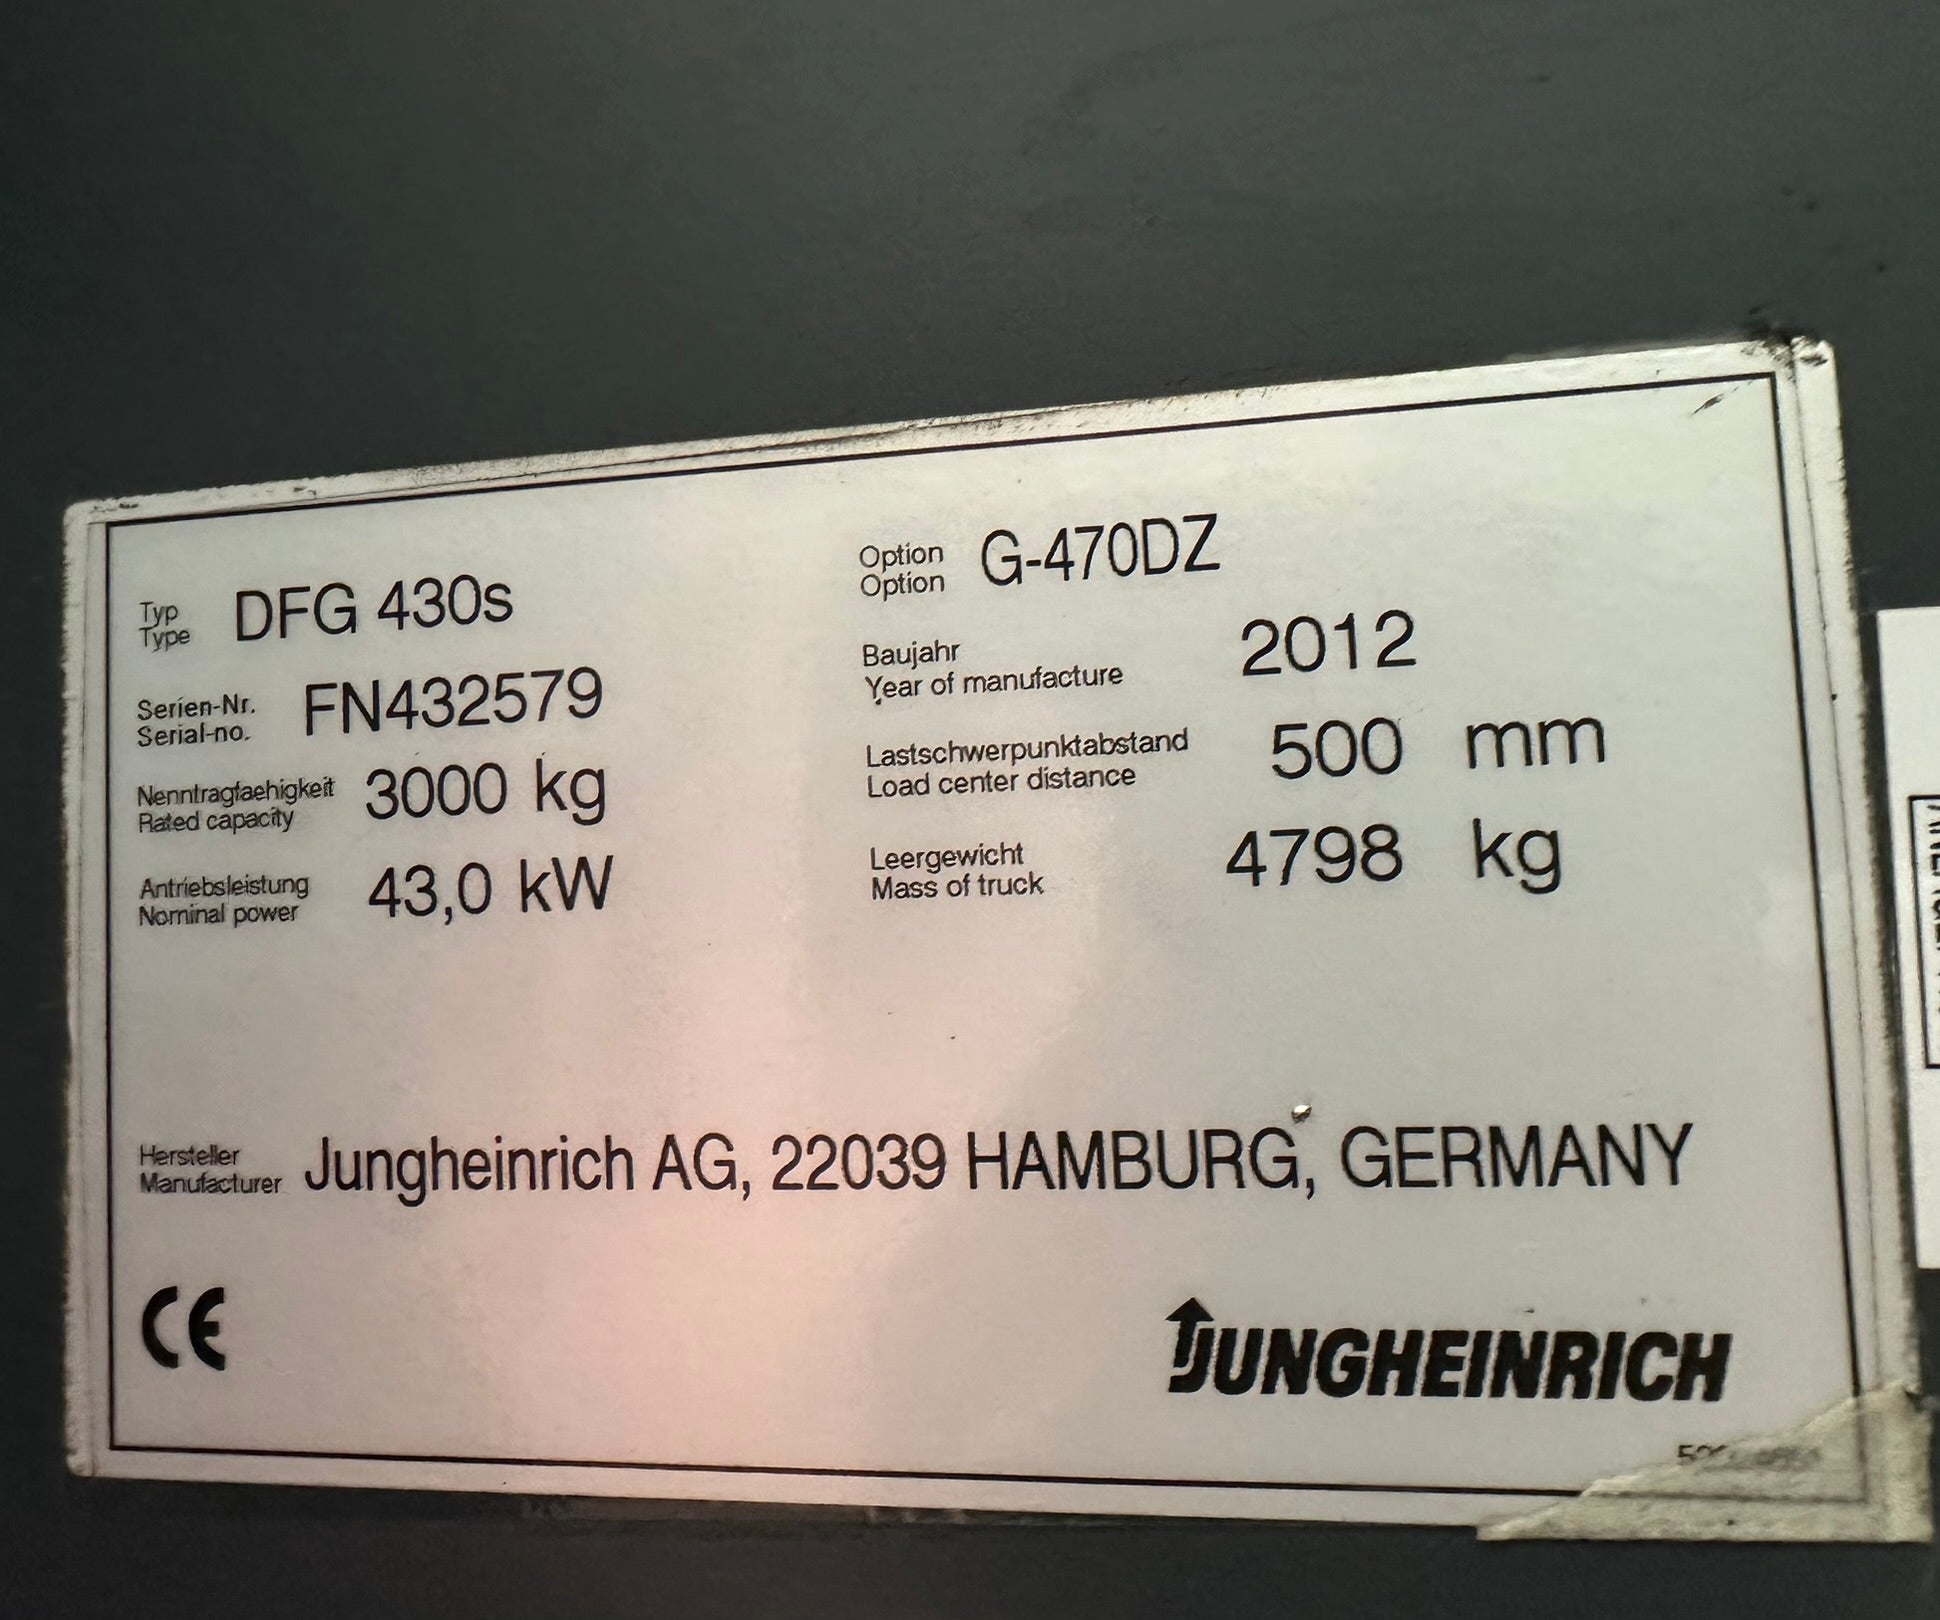 Typ
Type
DFG 430s
Option
Option
G-470DZ
Serien-Nr.
Serial-no.
FN432579
Baujahr
Year of manufacture
2012
Nenntragfaehigkeit
Rated capacity
3000 kg
Lastschwerpunktabstand
Load center distance
500 mm
Antriebsleistung
Nominal power
43,0 kW
Leergewicht
Mass of truck
4798 kg
Hersteller
Manufacturer
Jungheinrich AG, 22039 HAMBURG, GERMANY
CE
JUNGHEINRICH